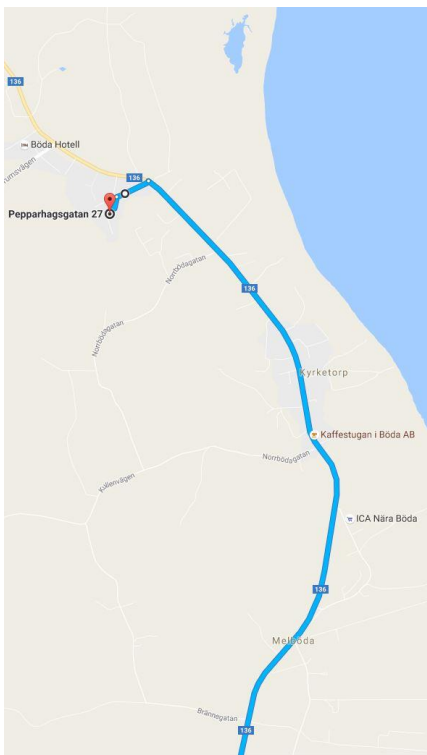 136
Böda Hotell
rumsvägen
136
Pepparhagsgatan 27
Norrbödagatan
136
Norrbödagatan
Kyrketorp
Kaffestugan i Böda AB
Norrbödagatan
Källenvägen
ICA Nära Böda
136
Melböda
Brännegatan
136